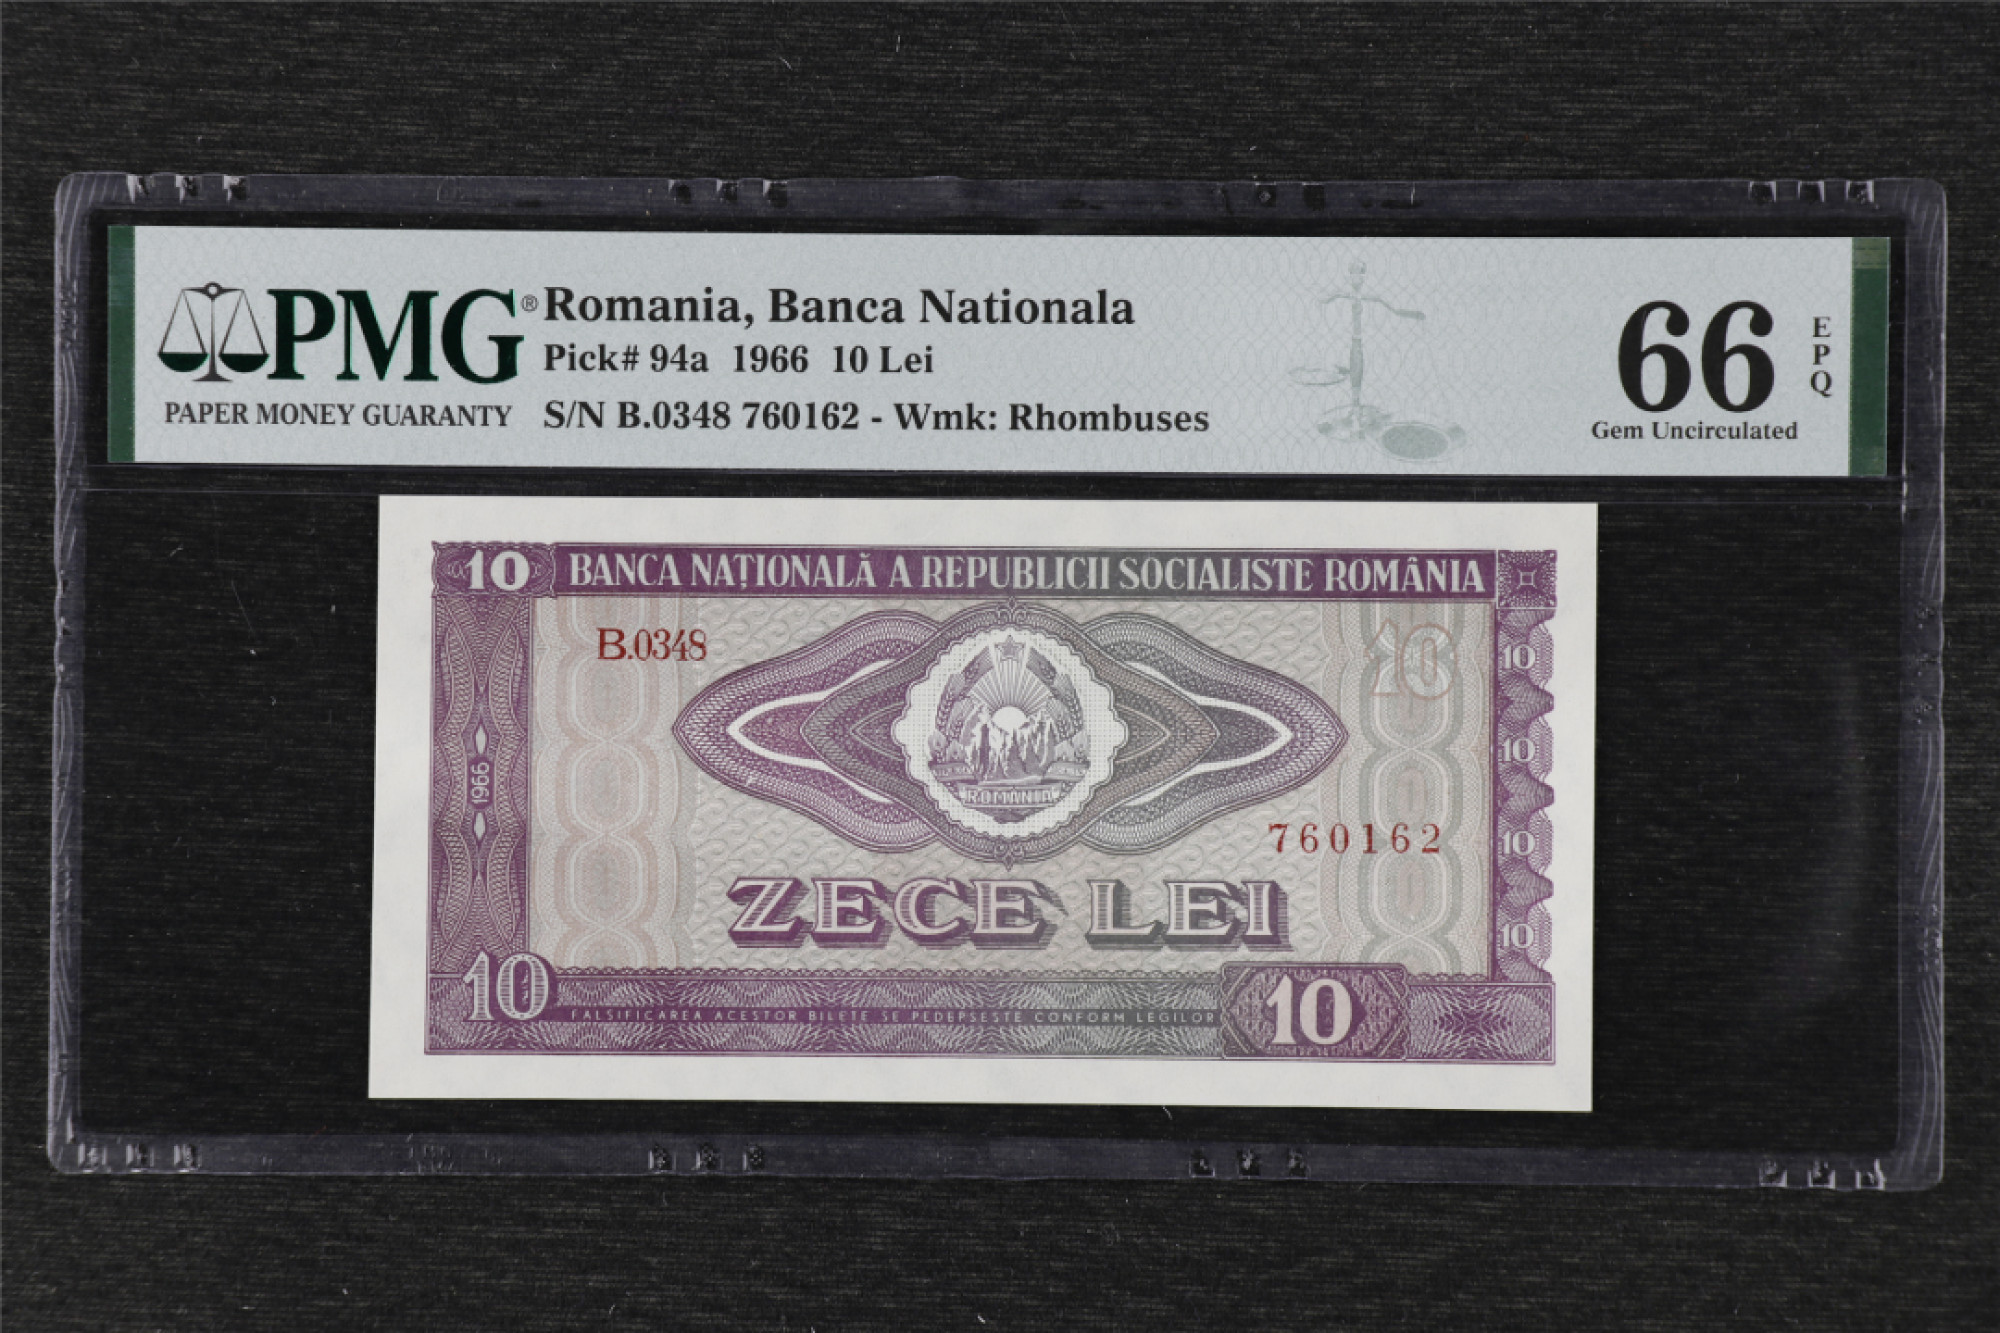 PMG®
PAPER MONEY GUARANTY
Romania, Banca Nationala
Pick# 94a 1966 10 Lei
S/N B.0348 760162 - Wmk: Rhombuses
66
EPQ
Gem Uncirculated
10 BANCA NAȚIONALĂ A REPUBLICII SOCIALISTE ROMÂNIA
B.0348
10
10
10
1966
ROMÂNIA
760162
10
ZECE LEI
10
10
FALSIFICAREA ACESTOR BILETE SE PEDEPSESTE CONFORM LEGILOR
10